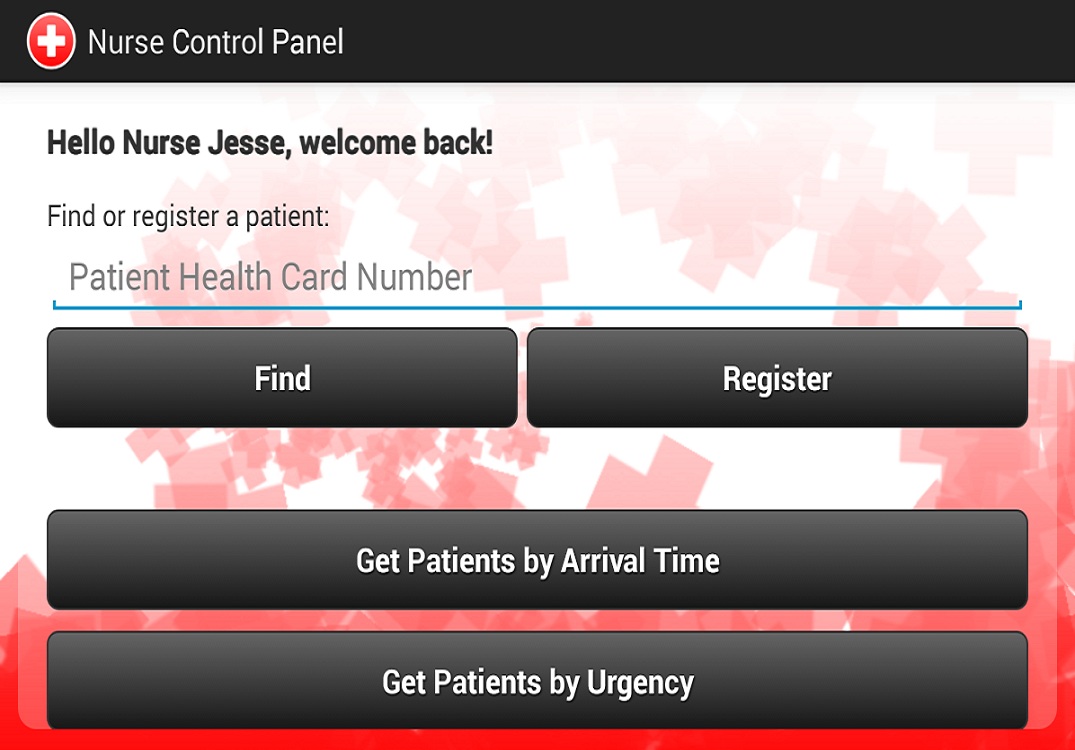 Nurse Control Panel
Hello Nurse Jesse, welcome back!
Find or register a patient:
Patient Health Card Number
Find
Register
Get Patients by Arrival Time
Get Patients by Urgency